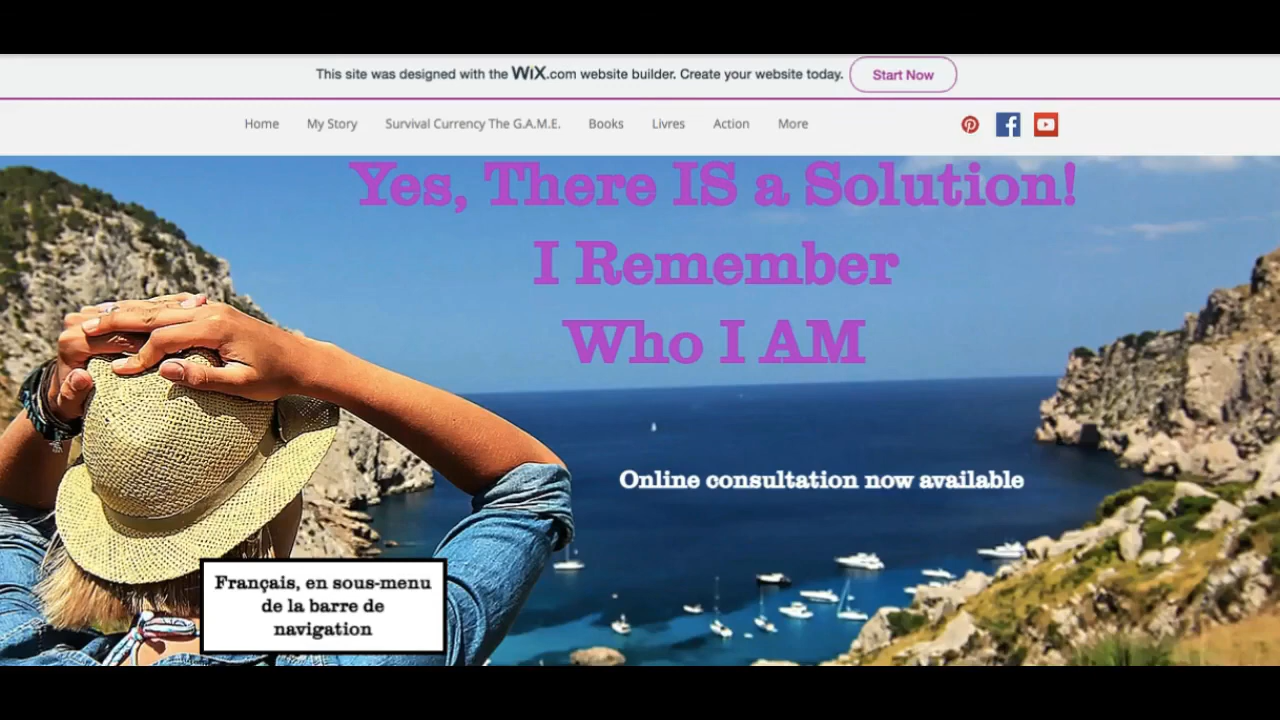 This site was designed with the WiX.com website builder. Create your website today. Start Now
Home My Story Survival Currency The G.A.M.E. Books Livres Action More
Yes, There IS a Solution!
I Remember
Who I AM
Online consultation now available
Français, en sous-menu
de la barre de
navigation